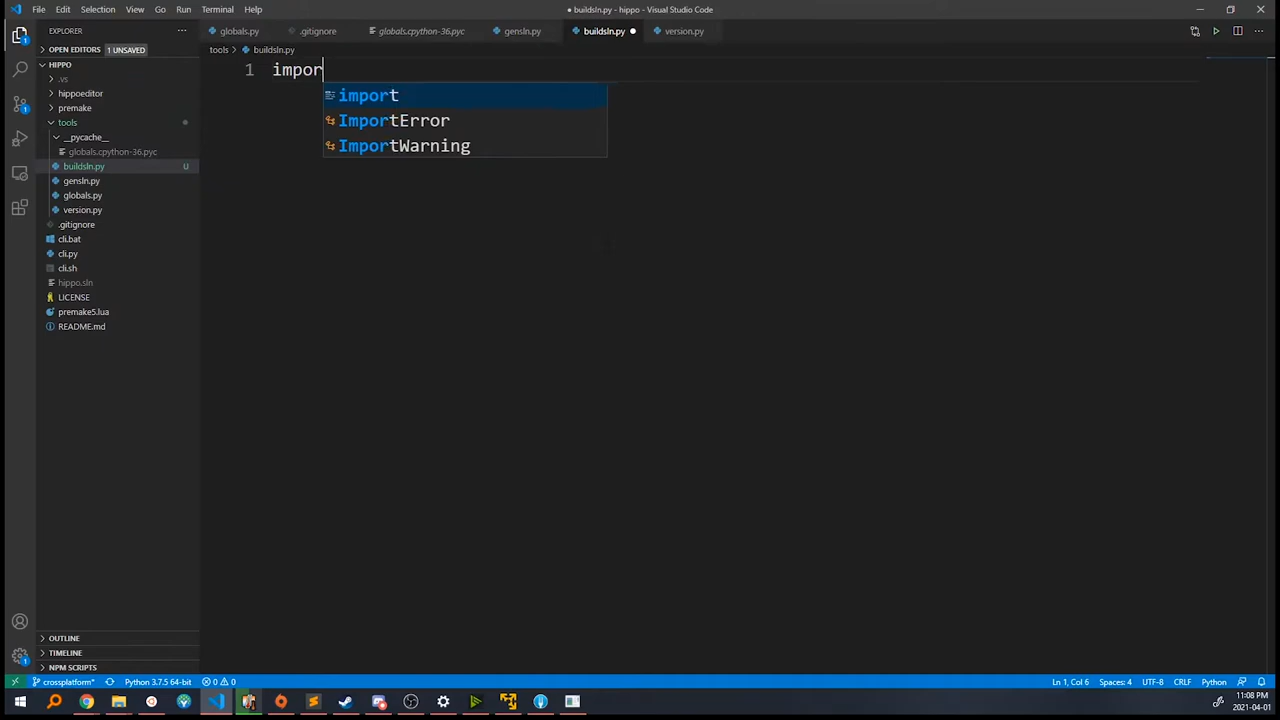 File Edit Selection View Go Run Terminal Help
● buildsln.py - hippo - Visual Studio Code
EXPLORER ···
globals.py .gitignore globals.cpython-36.pyc gensln.py buildsln.py ● version.py
OPEN EDITORS 1 UNSAVED
tools > buildsln.py
HIPPO
.vs
hippoeditor
premake
tools
__pycache__
globals.cpython-36.pyc
buildsln.py U
gensln.py
globals.py
version.py
.gitignore
cli.bat
cli.py
cli.sh
hippo.sln
LICENSE
premake5.lua
README.md
OUTLINE
TIMELINE
NPM SCRIPTS
1 impor
import
ImportError
ImportWarning
crossplatform* Python 3.7.5 64-bit 0 0 Ln 1, Col 6 Spaces: 4 UTF-8 CRLF Python
11:08 PM
2021-04-01